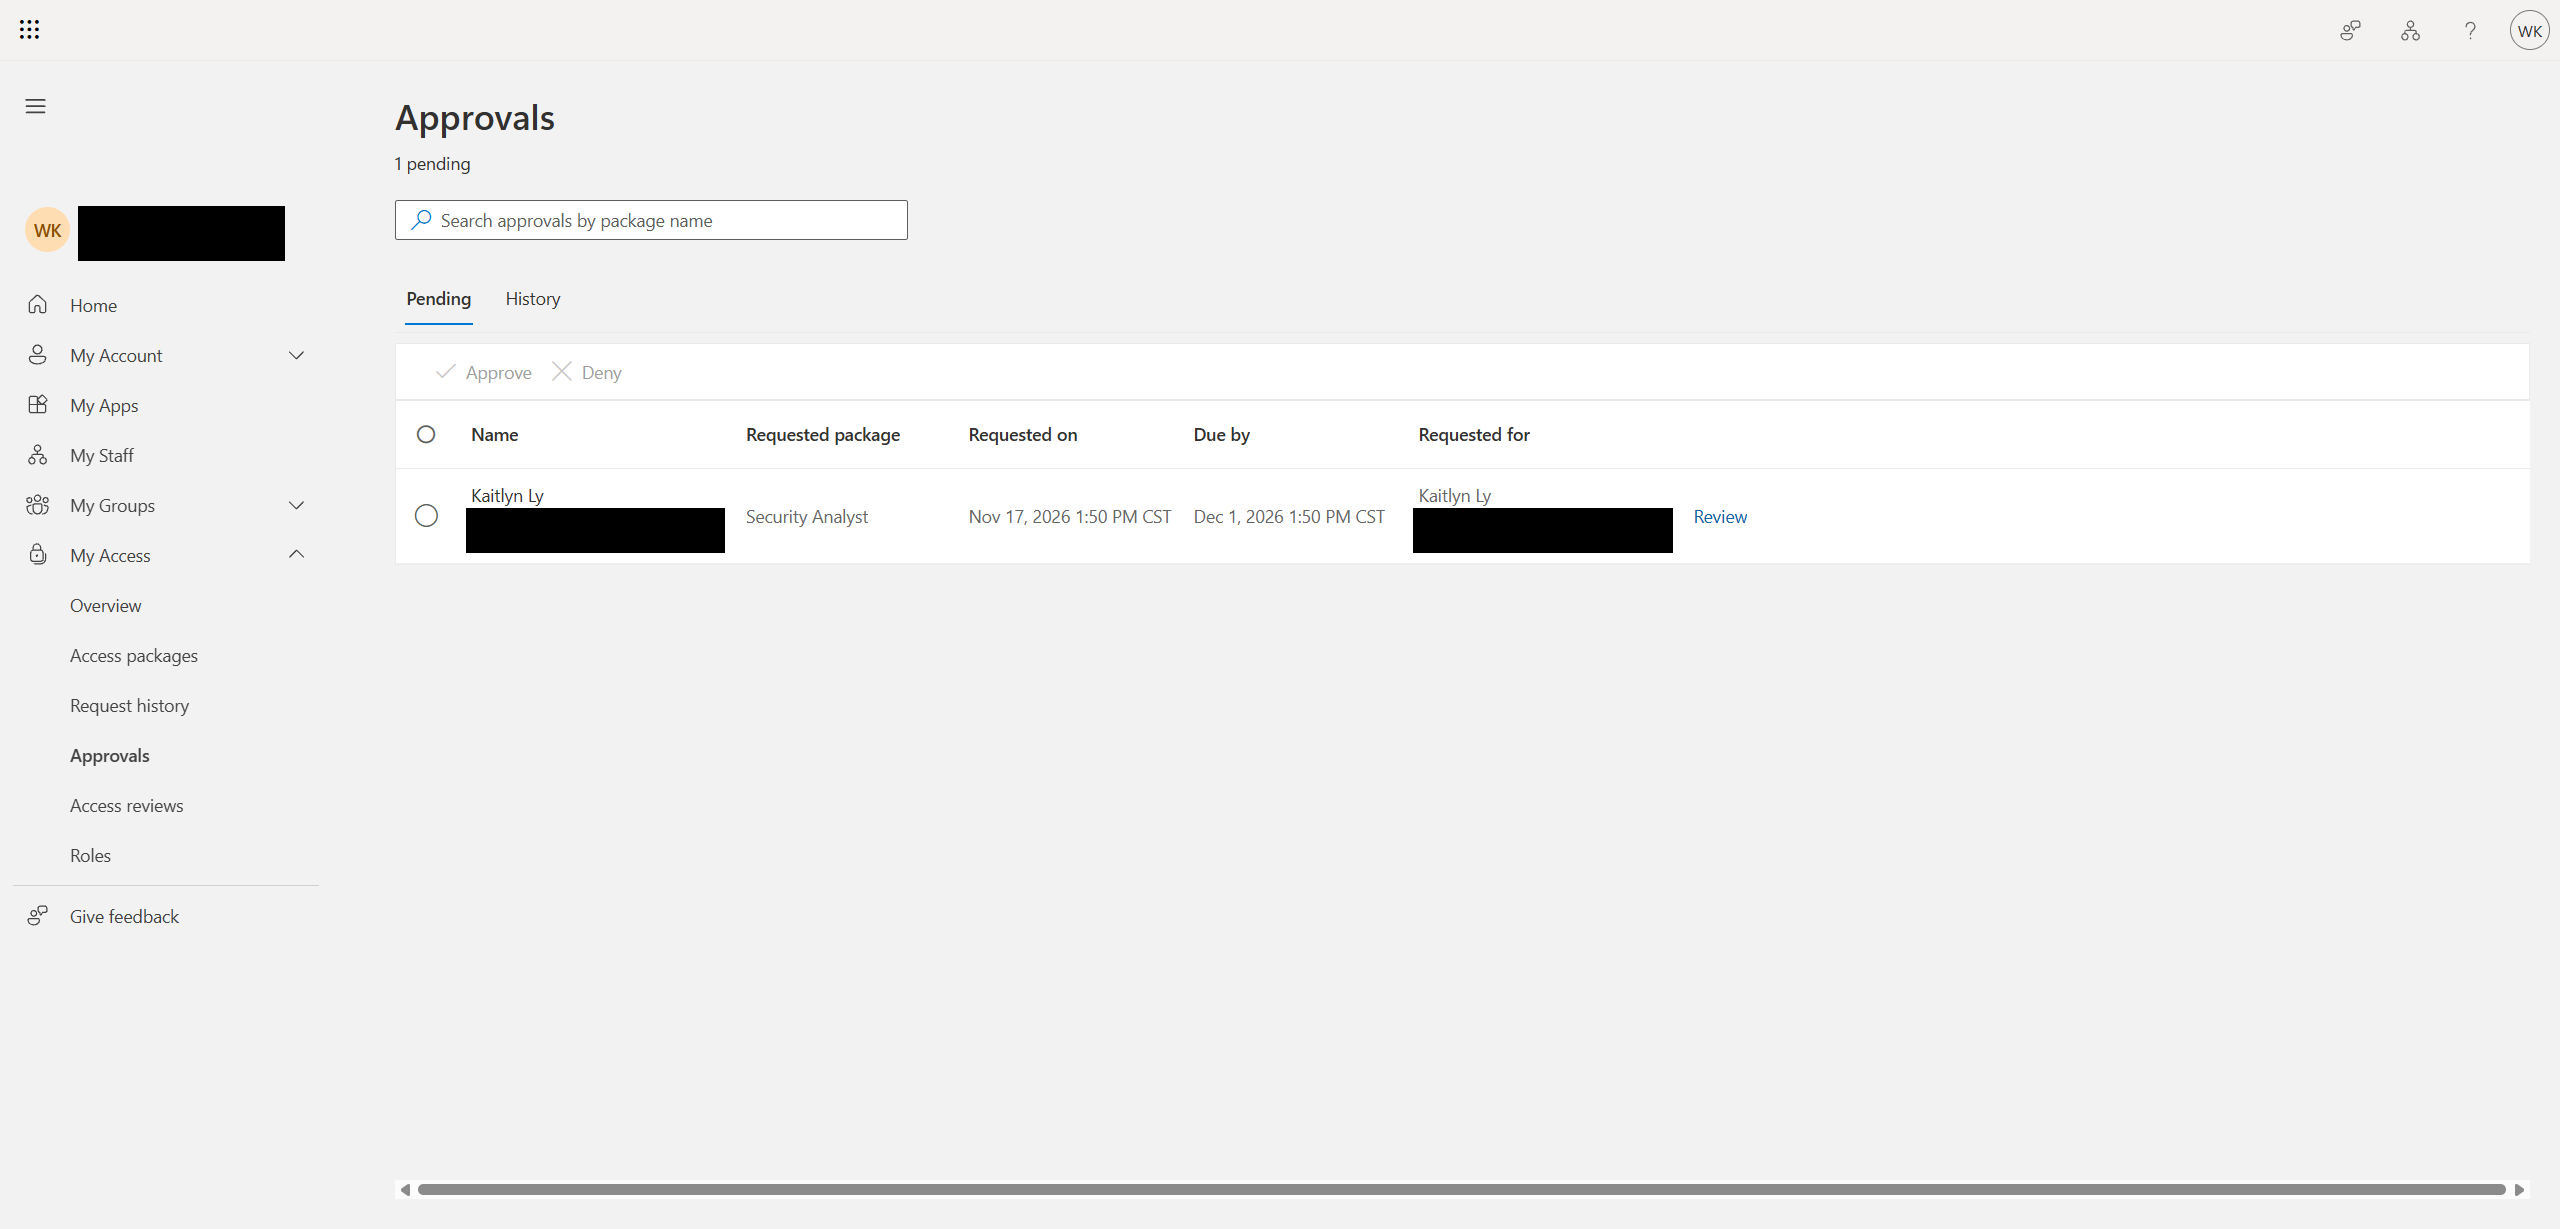 WK
Approvals
1 pending
WK
Search approvals by package name
Home
My Account
My Apps
My Staff
My Groups
My Access
Overview
Access packages
Request history
Approvals
Access reviews
Roles
Give feedback
Pending History
Approve Deny
Name Requested package Requested on Due by Requested for
Kaitlyn Ly Security Analyst Nov 17, 2026 1:50 PM CST Dec 1, 2026 1:50 PM CST Kaitlyn Ly Review